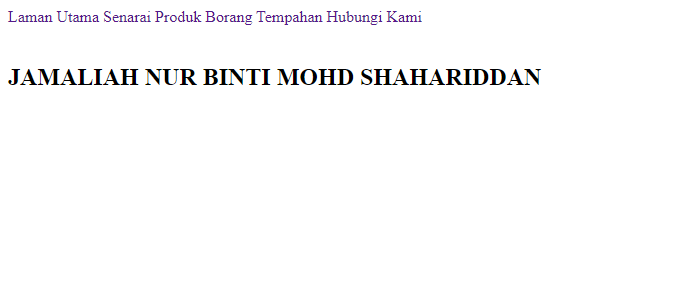 Laman Utama Senarai Produk Borang Tempahan Hubungi Kami
JAMALIAH NUR BINTI MOHD SHAHARIDDAN